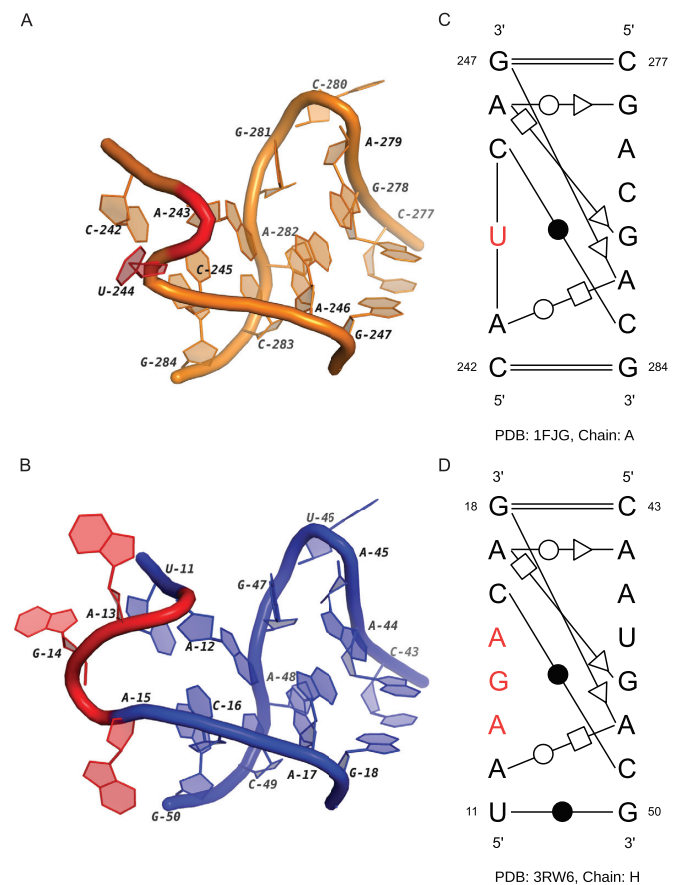 A
C-280
G-281
A-279
A-243
G-278
C-242
A-282
C-277
C-245
U-244
A-246
G-247
G-284
C-283
C
3' 5'
247 G C 277
A G
C A
C
U G
A
A C
242 C G 284
5' 3'
PDB: 1FJG, Chain: A
B
U-46
U-11
A-45
G-47
A-13
A-12
A-44
G-14
C-43
A-48
A-15
C-16
A-17
G-18
C-49
G-50
D
3' 5'
18 G C 43
A A
C A
A U
G G
A A
A C
11 U G 50
5' 3'
PDB: 3RW6, Chain: H